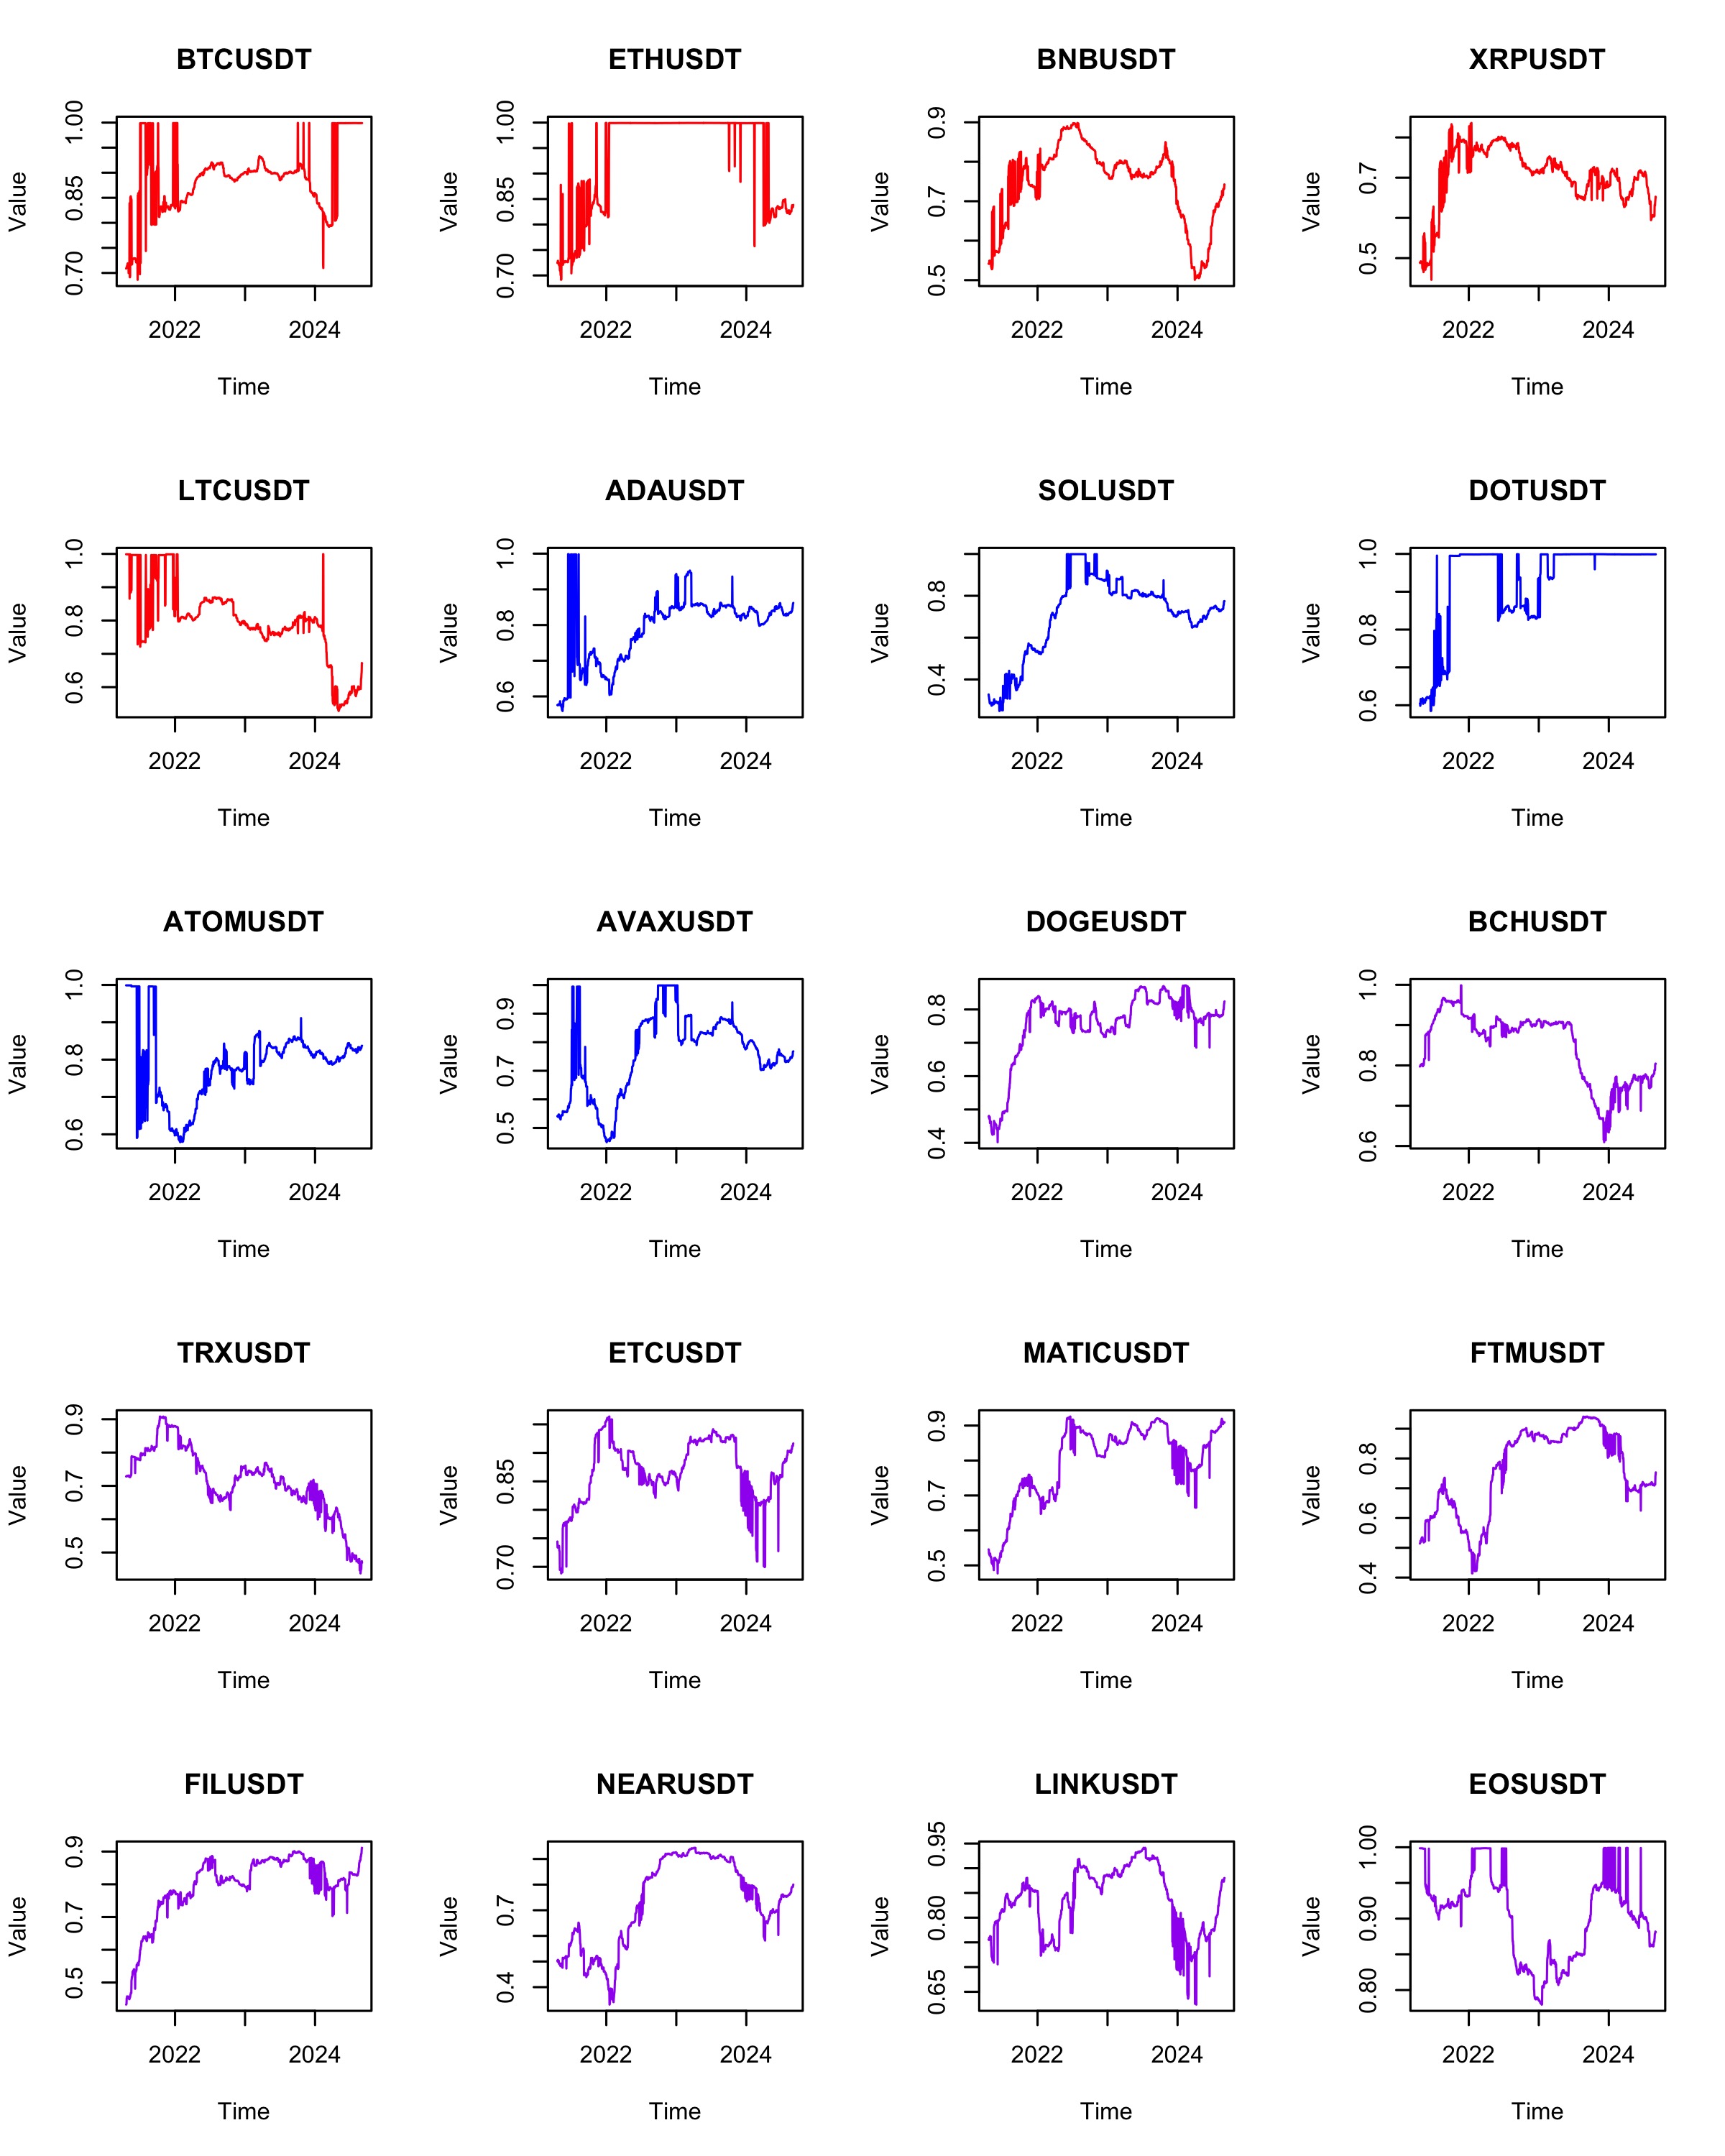 BTCUSDT
Value
0.70 0.85 1.00
2022 2024
Time
ETHUSDT
Value
0.70 0.85 1.00
2022 2024
Time
BNBUSDT
Value
0.5 0.7 0.9
2022 2024
Time
XRPUSDT
Value
0.5 0.7
2022 2024
Time
LTCUSDT
Value
0.6 0.8 1.0
2022 2024
Time
ADAUSDT
Value
0.6 0.8 1.0
2022 2024
Time
SOLUSDT
Value
0.4 0.8
2022 2024
Time
DOTUSDT
Value
0.6 0.8 1.0
2022 2024
Time
ATOMUSDT
Value
0.6 0.8 1.0
2022 2024
Time
AVAXUSDT
Value
0.5 0.7 0.9
2022 2024
Time
DOGEUSDT
Value
0.4 0.6 0.8
2022 2024
Time
BCHUSDT
Value
0.6 0.8 1.0
2022 2024
Time
TRXUSDT
Value
0.5 0.7 0.9
2022 2024
Time
ETCUSDT
Value
0.70 0.85
2022 2024
Time
MATICUSDT
Value
0.5 0.7 0.9
2022 2024
Time
FTMUSDT
Value
0.4 0.6 0.8
2022 2024
Time
FILUSDT
Value
0.5 0.7 0.9
2022 2024
Time
NEARUSDT
Value
0.4 0.7
2022 2024
Time
LINKUSDT
Value
0.65 0.80 0.95
2022 2024
Time
EOSUSDT
Value
0.80 0.90 1.00
2022 2024
Time